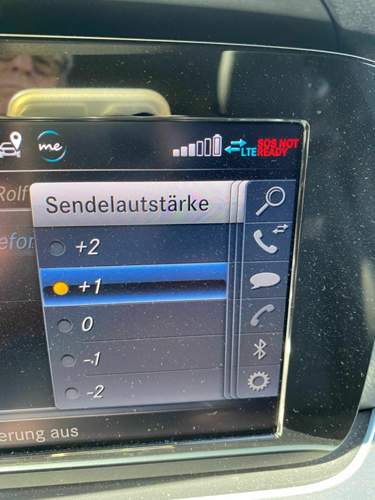 me
LTE
SOS NOT
READY
Rolf
Sendelautstärke
+2
+1
0
-1
-2
erung aus